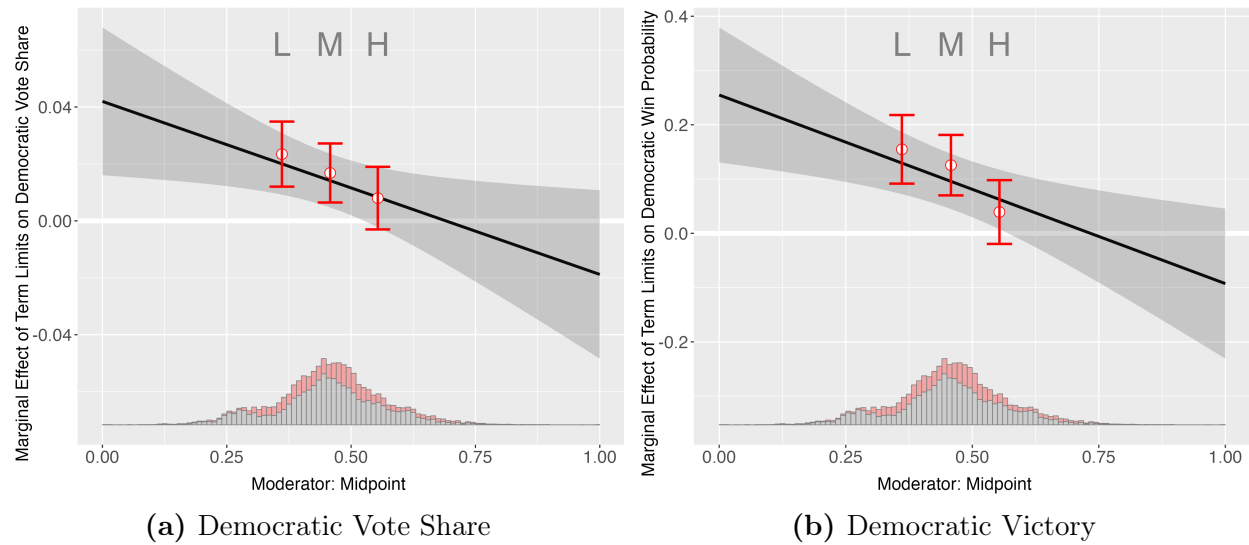 Marginal Effect of Term Limits on Democratic Vote Share
L M H
0.04
0.00
-0.04
0.00 0.25 0.50 0.75 1.00
Moderator: Midpoint
(a) Democratic Vote Share
Marginal Effect of Term Limits on Democratic Win Probability
L M H
0.4
0.2
0.0
-0.2
0.00 0.25 0.50 0.75 1.00
Moderator: Midpoint
(b) Democratic Victory